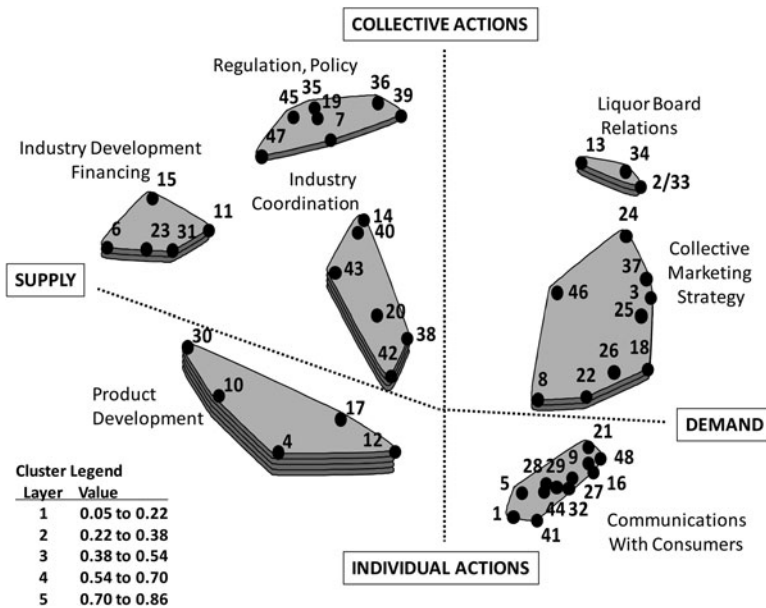 COLLECTIVE ACTIONS
Regulation, Policy
35
36
45
19
39
7
47
Liquor Board
Relations
13
34
2/33
Industry Development
Financing
15
11
6
23
31
Industry
Coordination
14
40
43
20
38
42
24
Collective
Marketing
Strategy
37
3
46
25
18
26
8
22
SUPPLY
30
Product
Development
10
17
4
12
DEMAND
21
48
9
28
29
5
16
27
1
44
32
41
Communications
With Consumers
INDIVIDUAL ACTIONS
Cluster Legend
Layer Value
1 0.05 to 0.22
2 0.22 to 0.38
3 0.38 to 0.54
4 0.54 to 0.70
5 0.70 to 0.86